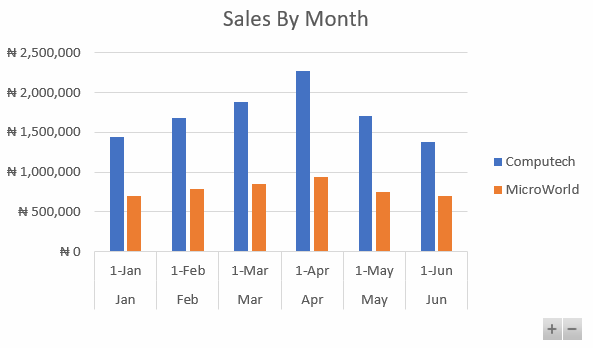 Sales By Month
₦ 2,500,000
₦ 2,000,000
₦ 1,500,000
₦ 1,000,000
₦ 500,000
₦ 0
1-Jan 1-Feb 1-Mar 1-Apr 1-May 1-Jun
Jan Feb Mar Apr May Jun
Computech
MicroWorld
+ −